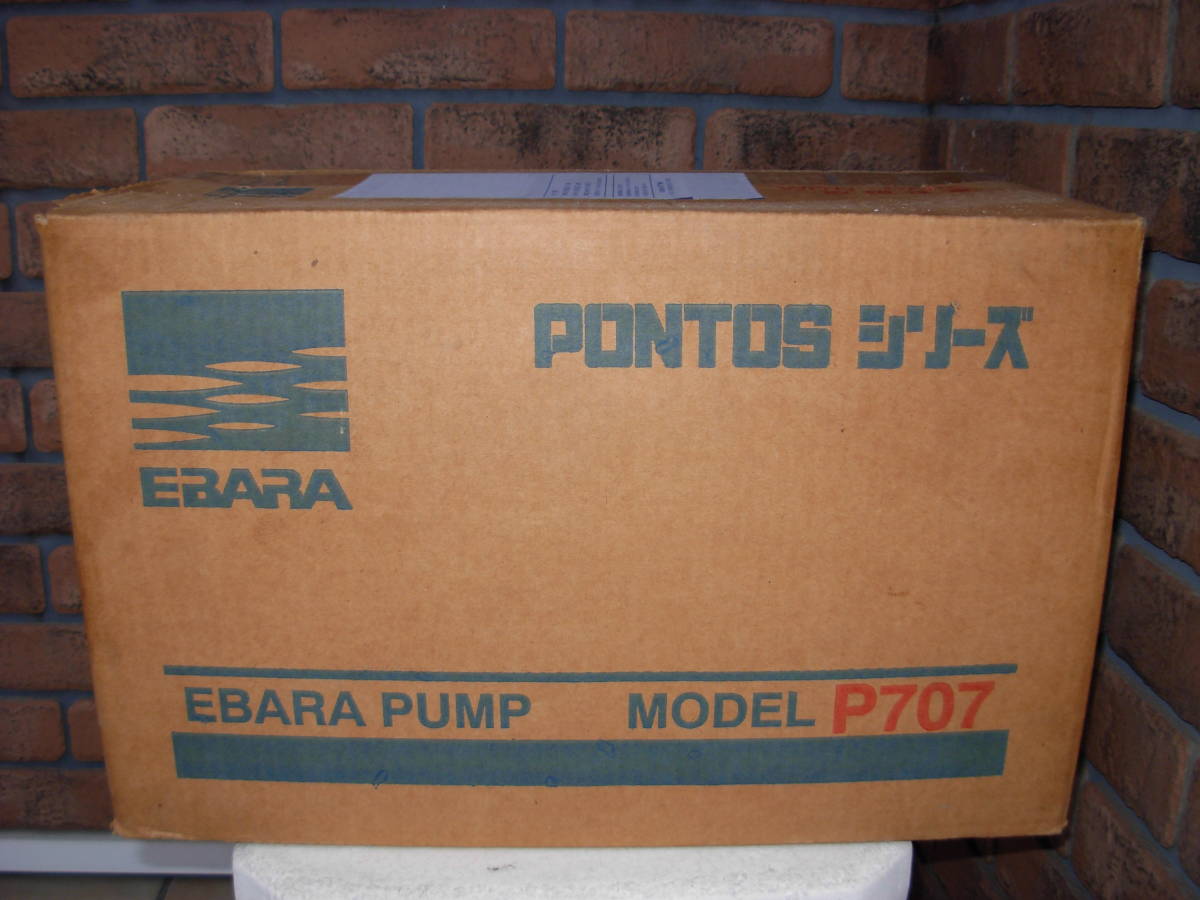 PONTOS シリーズ
EBARA
EBARA PUMP MODEL P707